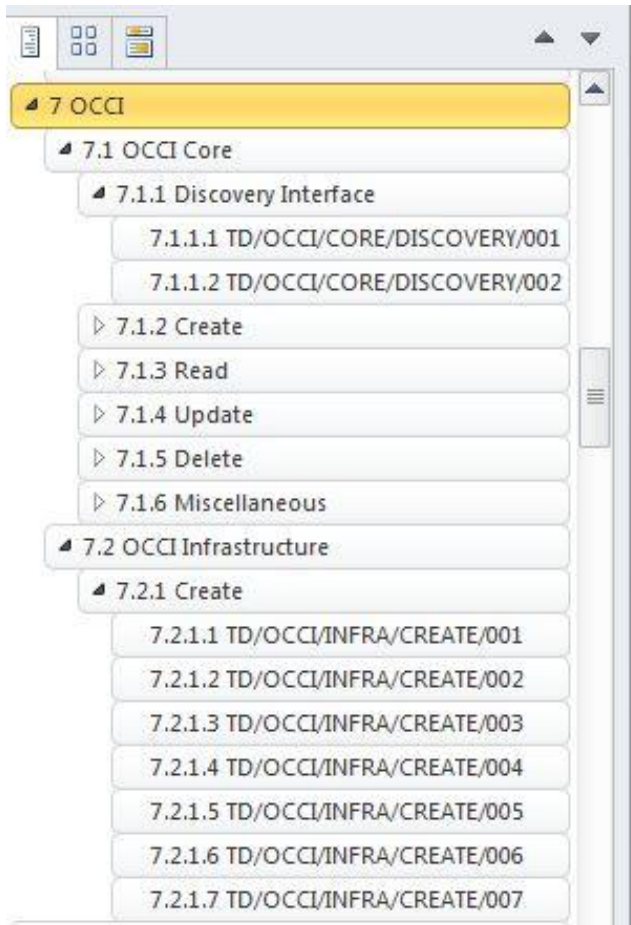 7 OCCI
7.1 OCCI Core
7.1.1 Discovery Interface
7.1.1.1 TD/OCCI/CORE/DISCOVERY/001
7.1.1.2 TD/OCCI/CORE/DISCOVERY/002
7.1.2 Create
7.1.3 Read
7.1.4 Update
7.1.5 Delete
7.1.6 Miscellaneous
7.2 OCCI Infrastructure
7.2.1 Create
7.2.1.1 TD/OCCI/INFRA/CREATE/001
7.2.1.2 TD/OCCI/INFRA/CREATE/002
7.2.1.3 TD/OCCI/INFRA/CREATE/003
7.2.1.4 TD/OCCI/INFRA/CREATE/004
7.2.1.5 TD/OCCI/INFRA/CREATE/005
7.2.1.6 TD/OCCI/INFRA/CREATE/006
7.2.1.7 TD/OCCI/INFRA/CREATE/007